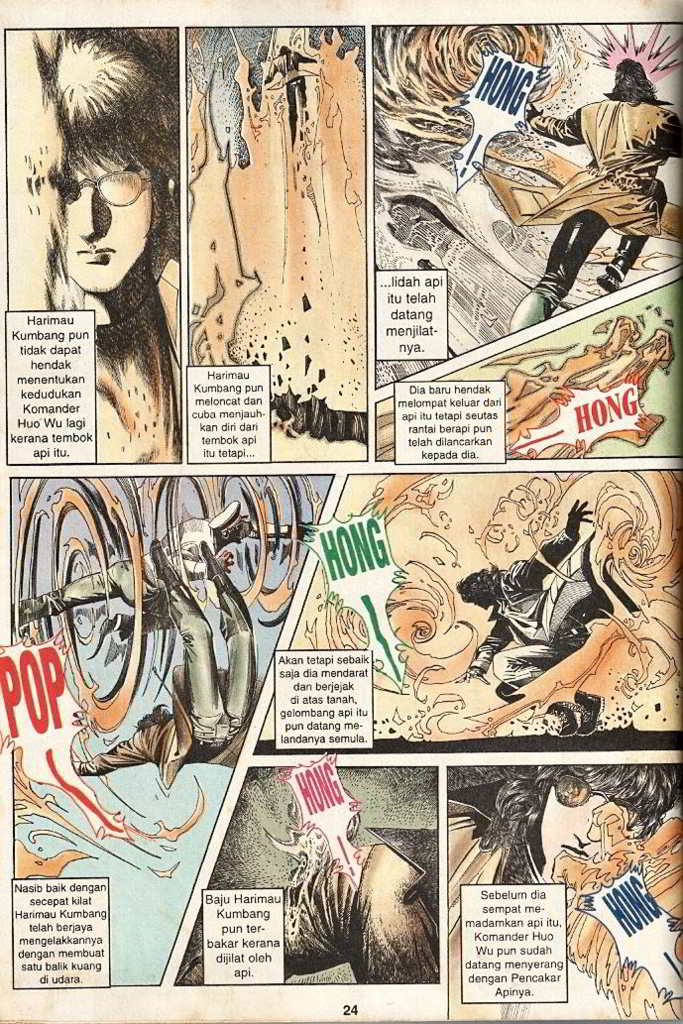 Harimau
Kumbang pun
tidak dapat
hendak
menentukan
kedudukan
Komander
Huo Wu lagi
kerana tembok
api itu.
Harimau
Kumbang pun
meloncat dan
cuba menjauh-
kan diri dari
tembok api
itu tetapi...
HONG
!
...lidah api
itu telah
datang
menjilat-
nya.
Dia baru hendak
melompat keluar dari
api itu tetapi seutas
rantai berapi pun
telah dilancarkan
kepada dia.
HONG
!
POP
!
Nasib baik dengan
secepat kilat
Harimau Kumbang
telah berjaya
mengelakkannya
dengan membuat
satu balik kuang
di udara.
HONG
!
Akan tetapi sebaik
saja dia mendarat
dan berjejak
di atas tanah,
gelombang api itu
pun datang me-
landanya semula.
HONG
!
Baju Harimau
Kumbang
pun ter-
bakar kerana
dijilat oleh
api.
Sebelum dia
sempat me-
madamkan api itu,
Komander Huo
Wu pun sudah
datang menyerang
dengan Pencakar
Apinya.
HONG
!
24